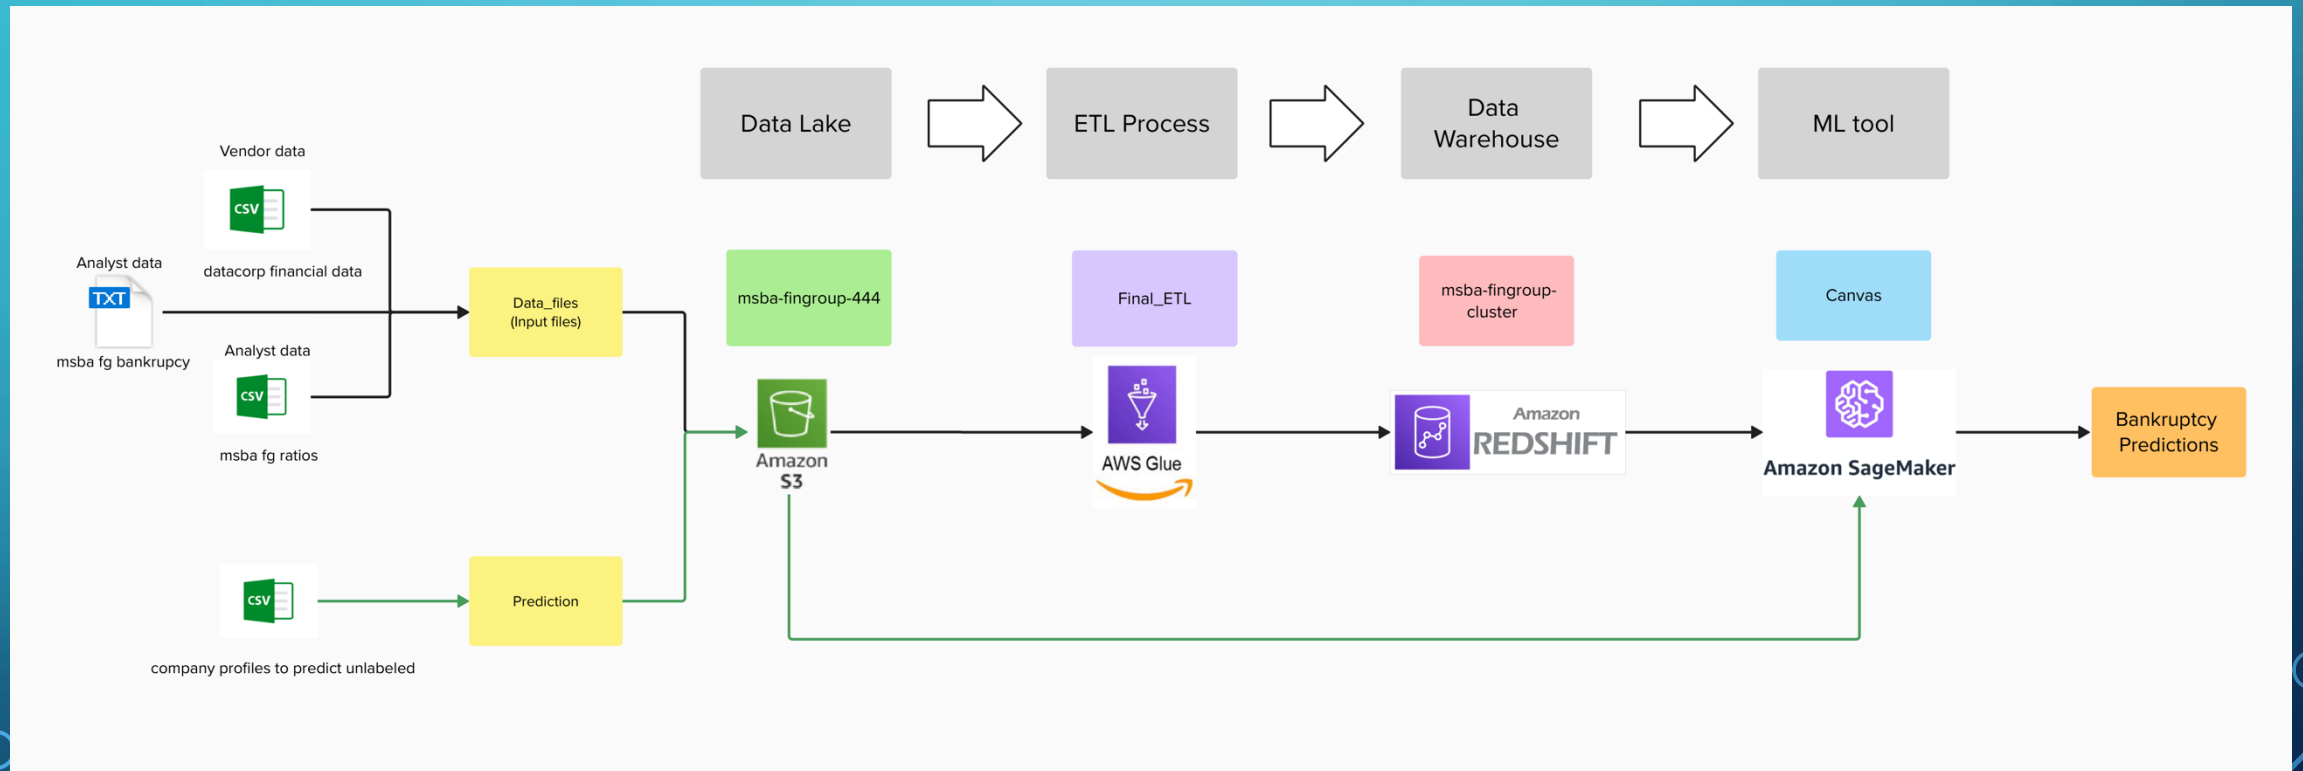 Data Lake
ETL Process
Data
Warehouse
ML tool
Vendor data
CSV
datacorp financial data
Analyst data
TXT
msba fg bankrupcy
Analyst data
CSV
msba fg ratios
Data_files
(Input files)
msba-fingroup-444
Final_ETL
msba-fingroup-
cluster
Canvas
Amazon
S3
AWS Glue
Amazon
REDSHIFT
Amazon SageMaker
Bankruptcy
Predictions
CSV
company profiles to predict unlabeled
Prediction